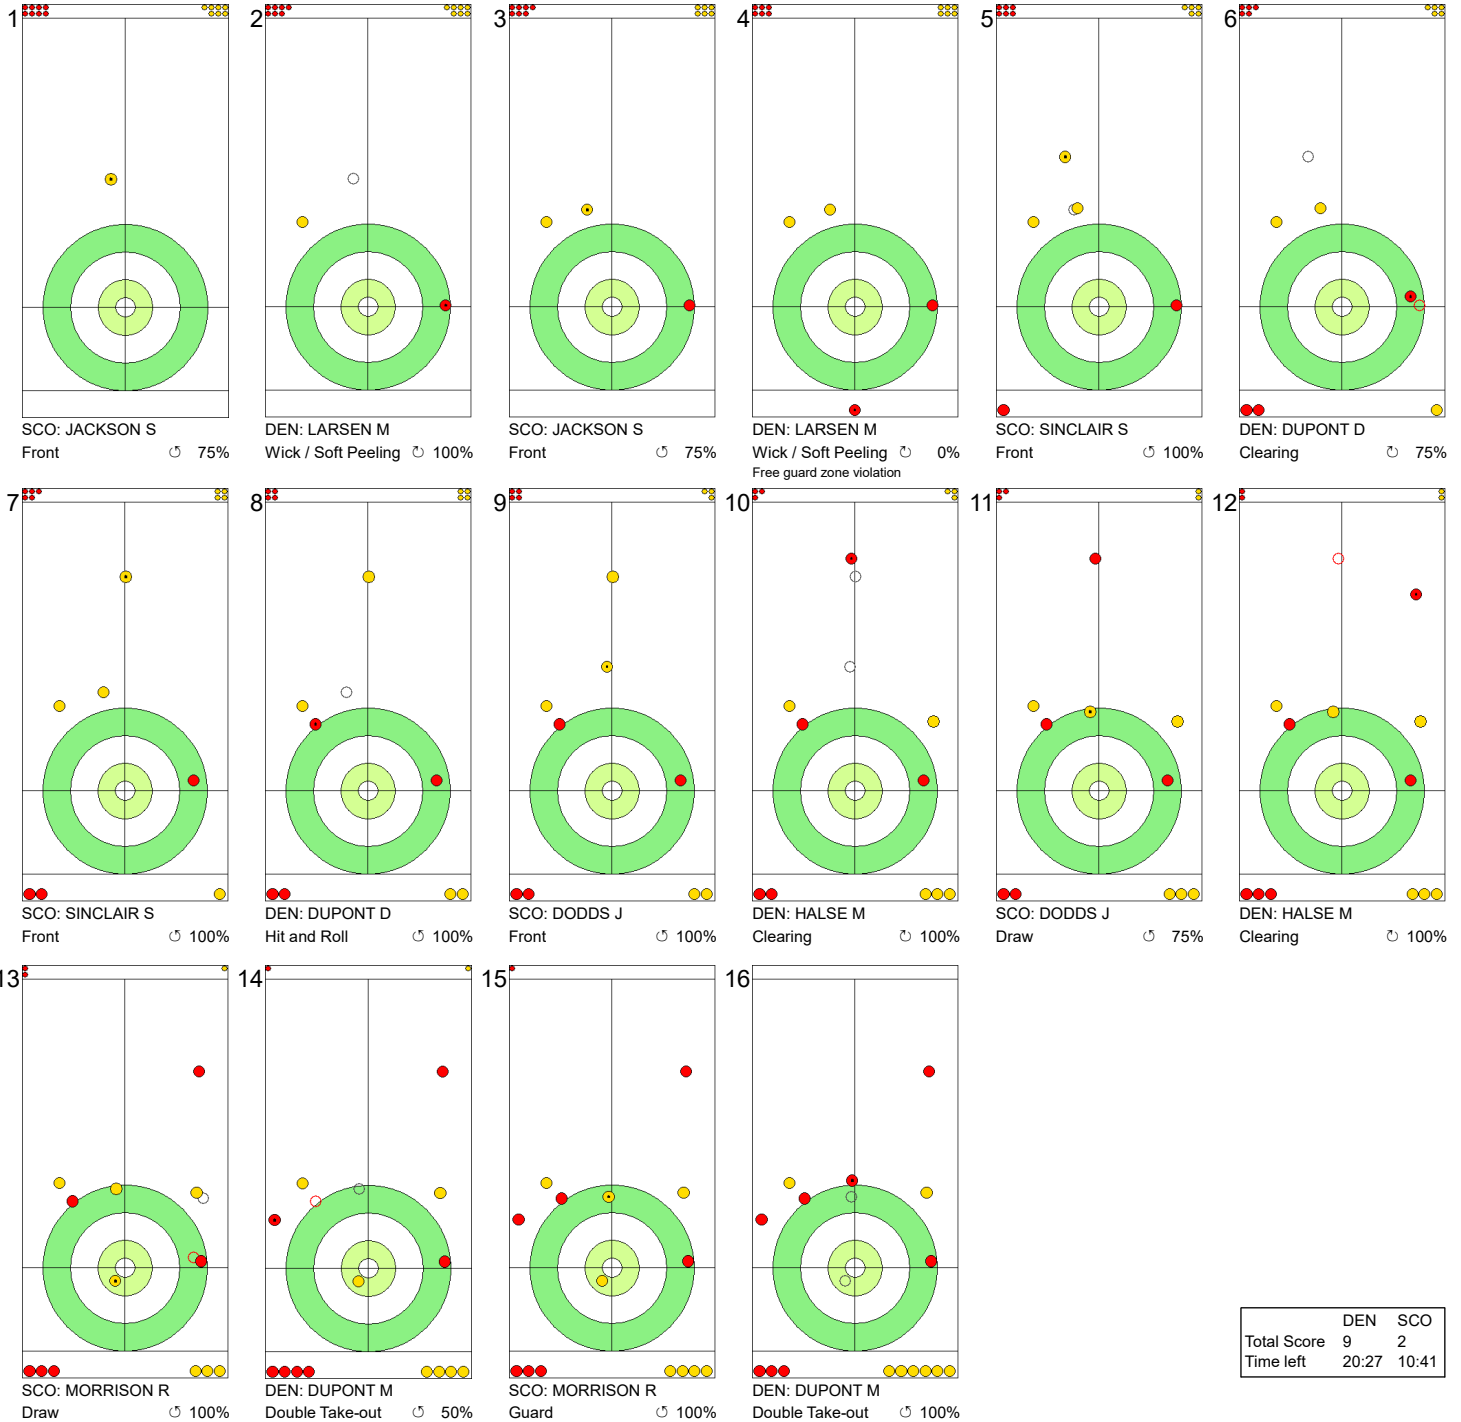 1
2
3
4
5
6
SCO: JACKSON S
Front ↺ 75%
DEN: LARSEN M
Wick / Soft Peeling ↻ 100%
SCO: JACKSON S
Front ↺ 75%
DEN: LARSEN M
Wick / Soft Peeling ↻ 0%
Free guard zone violation
SCO: SINCLAIR S
Front ↺ 100%
DEN: DUPONT D
Clearing ↻ 75%
7
8
9
10
11
12
SCO: SINCLAIR S
Front ↺ 100%
DEN: DUPONT D
Hit and Roll ↺ 100%
SCO: DODDS J
Front ↺ 100%
DEN: HALSE M
Clearing ↻ 100%
SCO: DODDS J
Draw ↺ 75%
DEN: HALSE M
Clearing ↻ 100%
13
14
15
16
SCO: MORRISON R
Draw ↺ 100%
DEN: DUPONT M
Double Take-out ↺ 50%
SCO: MORRISON R
Guard ↺ 100%
DEN: DUPONT M
Double Take-out ↺ 100%
DEN SCO
Total Score 9 2
Time left 20:27 10:41